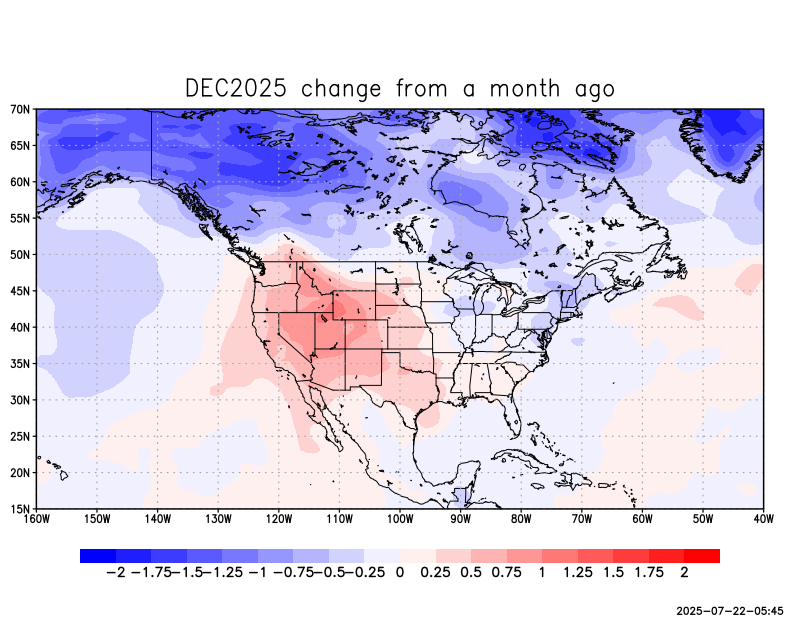 DEC2025 change from a month ago
70N
65N
60N
55N
50N
45N
40N
35N
30N
25N
20N
15N
160W 150W 140W 130W 120W 110W 100W 90W 80W 70W 60W 50W 40W
−2 −1.75 −1.5 −1.25 −1 −0.75 −0.5 −0.25 0 0.25 0.5 0.75 1 1.25 1.5 1.75 2
2025-07-22-05:45